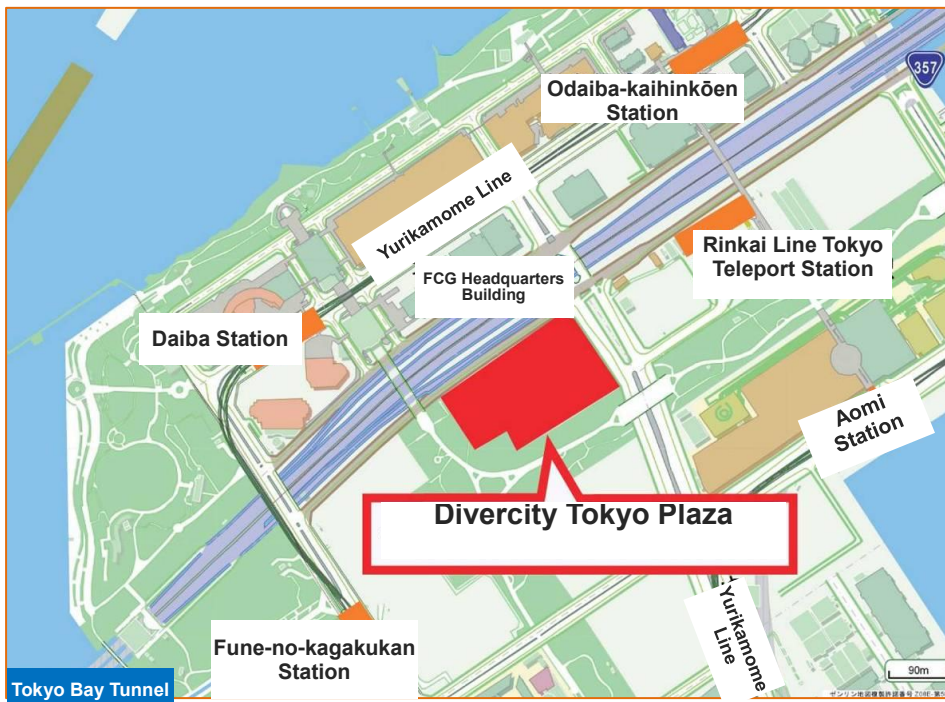 357
Odaiba-kaihinkōen
Station
Yurikamome Line
Rinkai Line Tokyo
Teleport Station
FCG Headquarters
Building
Daiba Station
Aomi
Station
Divercity Tokyo Plaza
Yurikamome
Line
Fune-no-kagakukan
Station
90m
Tokyo Bay Tunnel